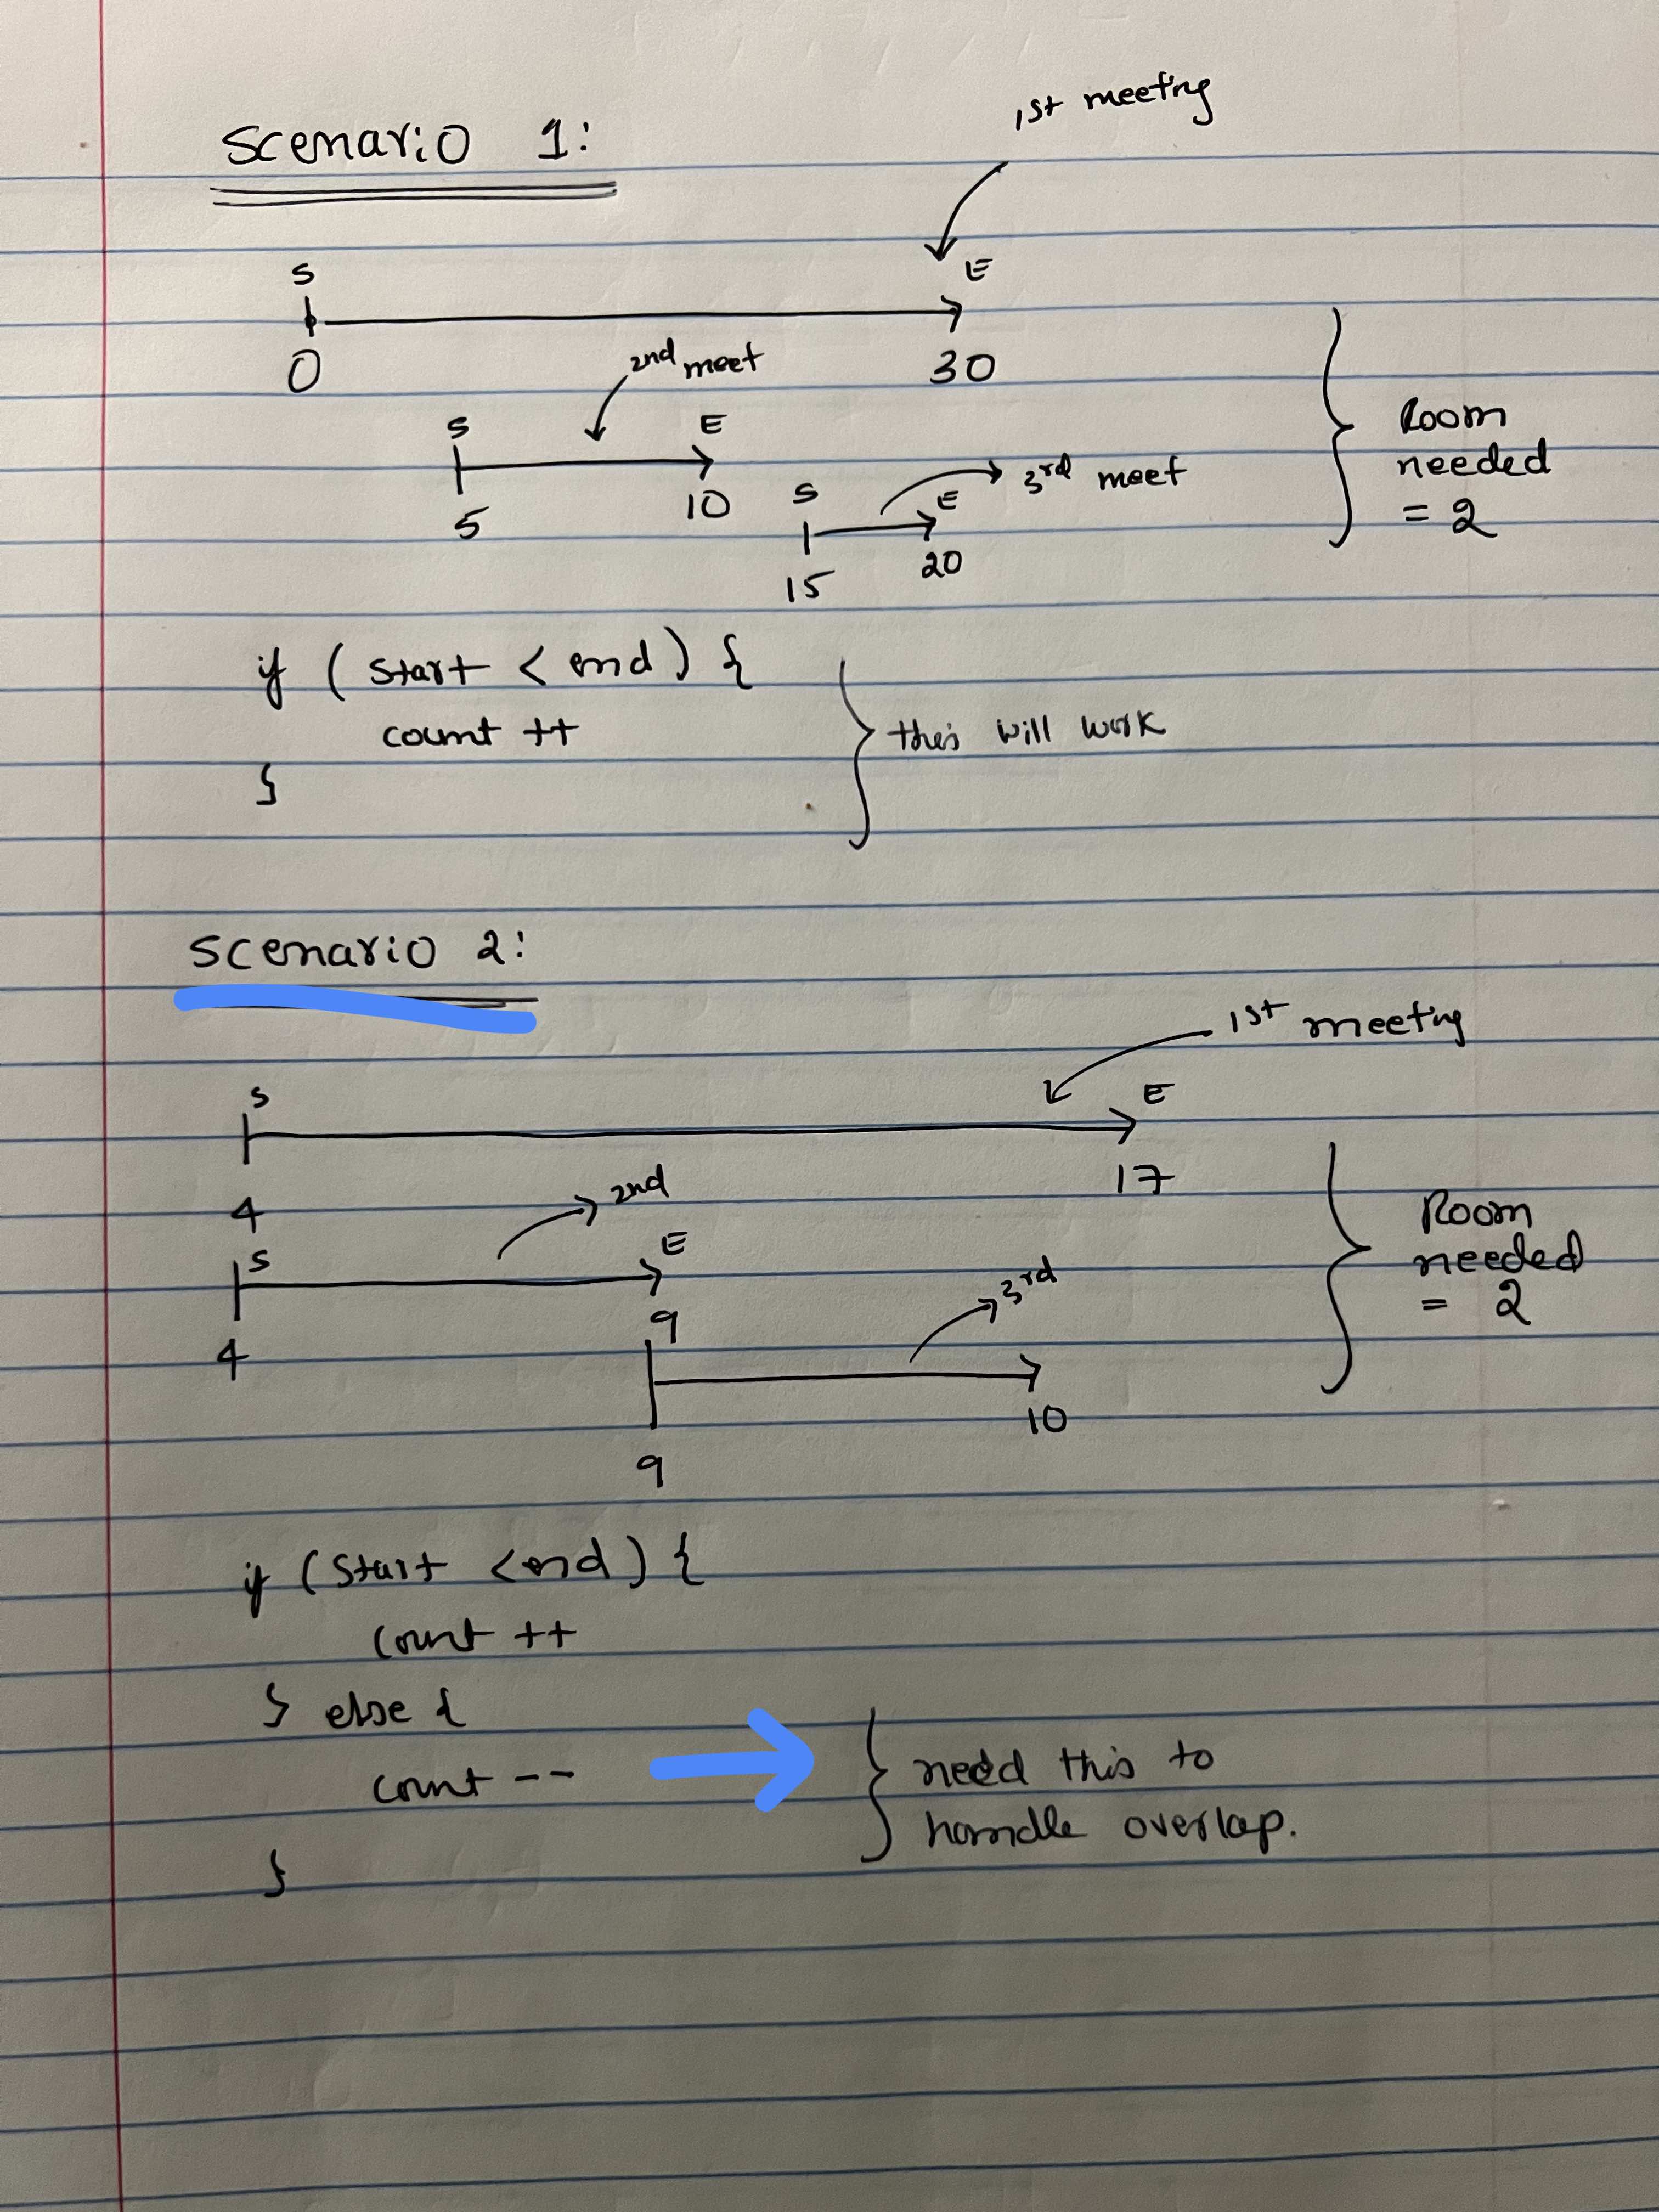 1st meeting
Scenario 1:
S
E
0
30
2nd meet
S
E
5
10
3rd meet
S
E
15
20
Room
needed
= 2
if (start < end) {
count ++
}
this will work
Scenario 2:
1st meeting
S
E
4
17
2nd
S
E
4
9
3rd
9
10
Room
needed
= 2
if (start < end) {
count ++
} else {
count --
}
need this to
handle overlap.